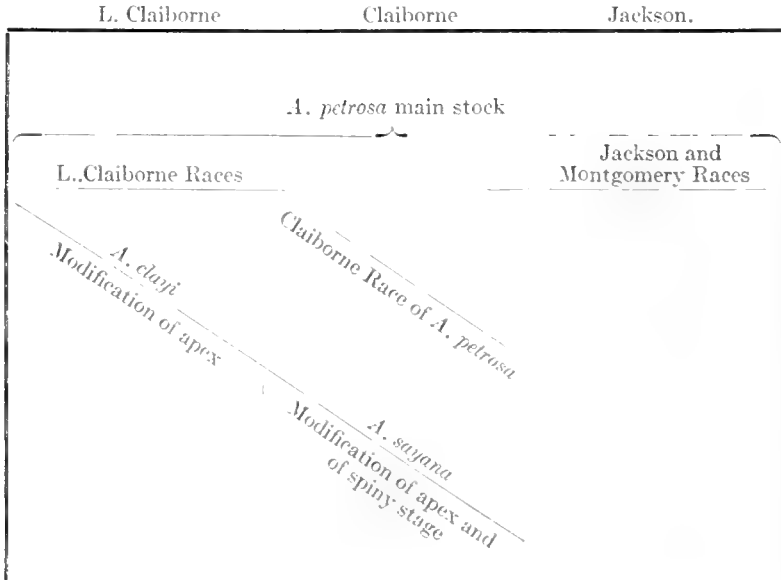 L. Claiborne Claiborne Jackson.
A. petrosa main stock
L. Claiborne Races
Jackson and
Montgomery Races
Claiborne Race of A. petrosa
A. clayi
Modification of apex
A. sayana
Modification of apex and
of spiny stage